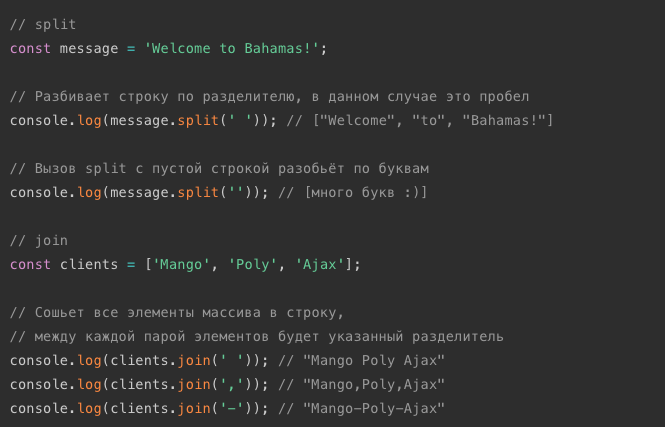 // split
const message = 'Welcome to Bahamas!';
// Разбивает строку по разделителю, в данном случае это пробел
console.log(message.split(' ')); // ["Welcome", "to", "Bahamas!"]
// Вызов split с пустой строкой разобьёт по буквам
console.log(message.split('')); // [много букв :)]
// join
const clients = ['Mango', 'Poly', 'Ajax'];
// Сошьет все элементы массива в строку,
// между каждой парой элементов будет указанный разделитель
console.log(clients.join(' ')); // "Mango Poly Ajax"
console.log(clients.join(',')); // "Mango,Poly,Ajax"
console.log(clients.join('-')); // "Mango-Poly-Ajax"